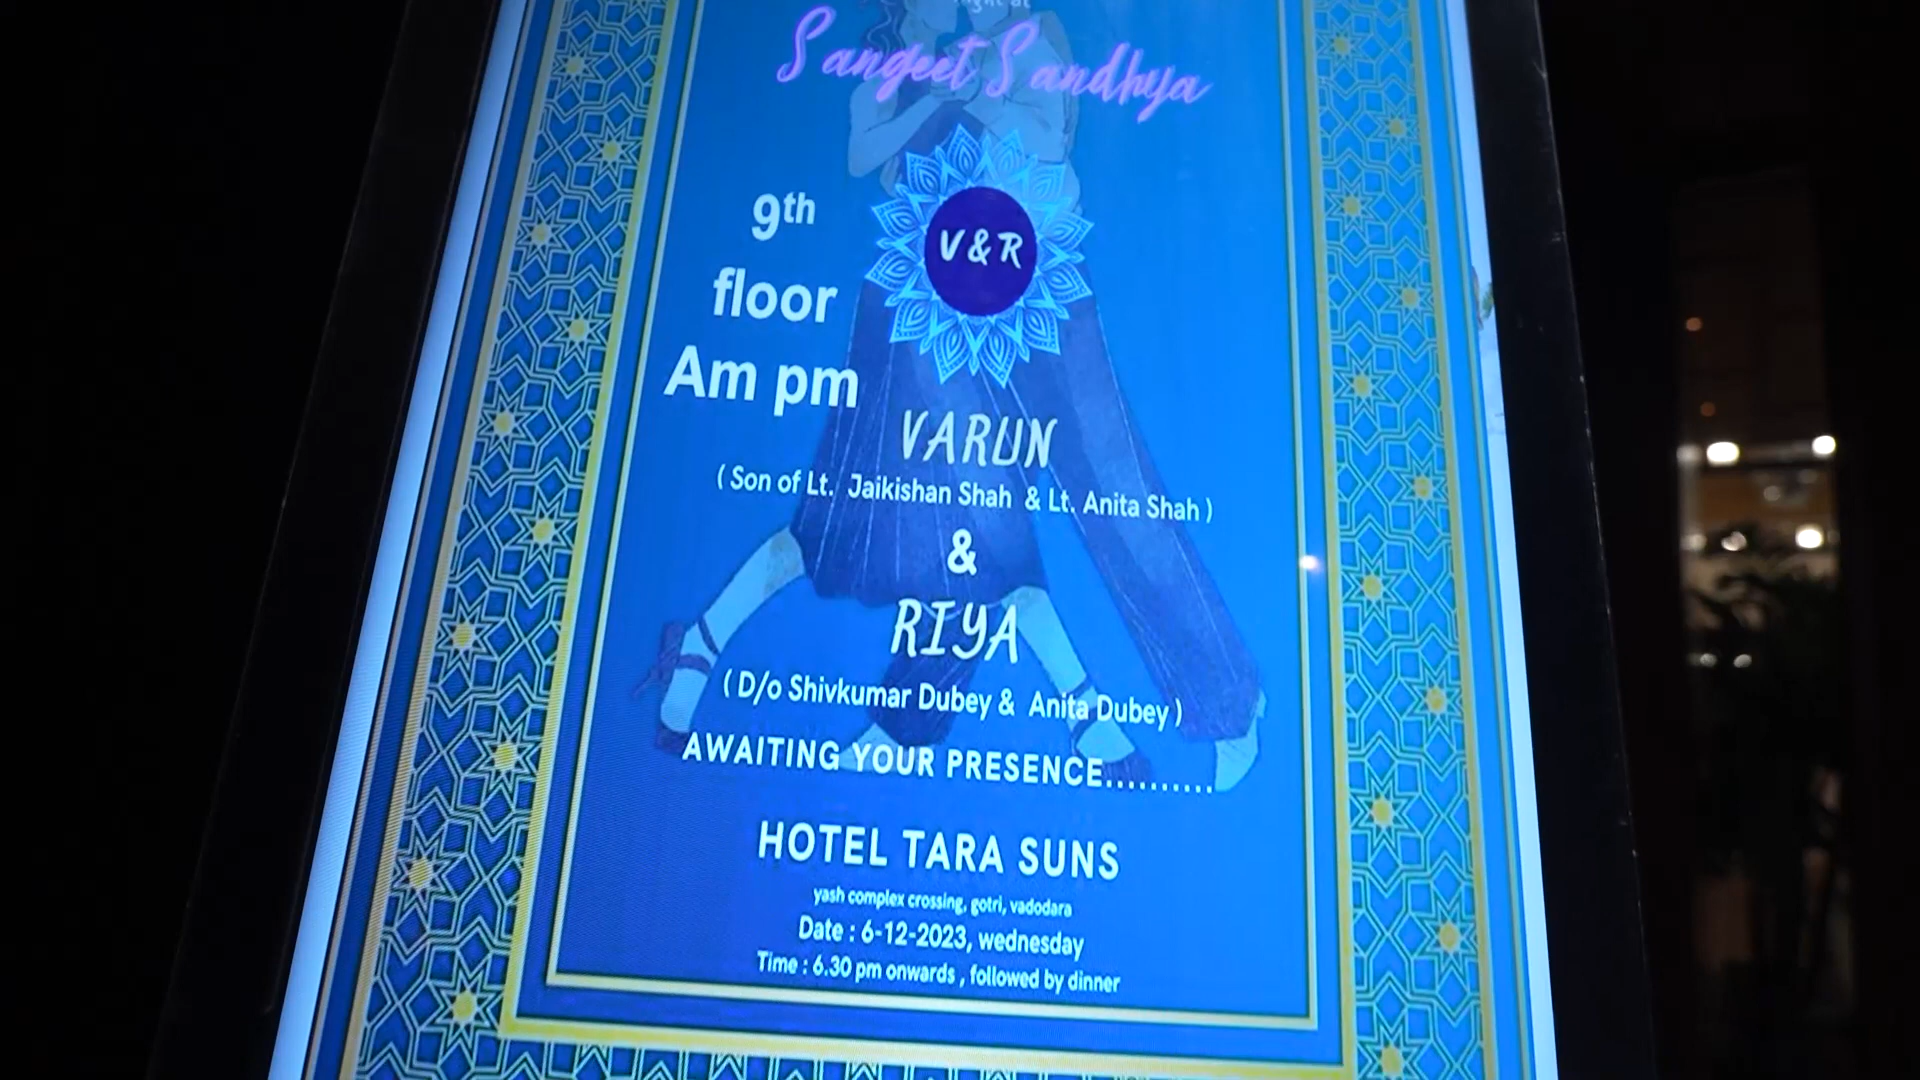 Sangeet Sandhya
V&R
9th
floor
Am pm
VARUN
( Son of Lt. Jaikishan Shah & Lt. Anita Shah )
&
RIYA
( D/o Shivkumar Dubey & Anita Dubey )
AWAITING YOUR PRESENCE..........
HOTEL TARA SUNS
yash complex crossing, gotri, vadodara
Date : 6-12-2023, wednesday
Time : 6.30 pm onwards , followed by dinner